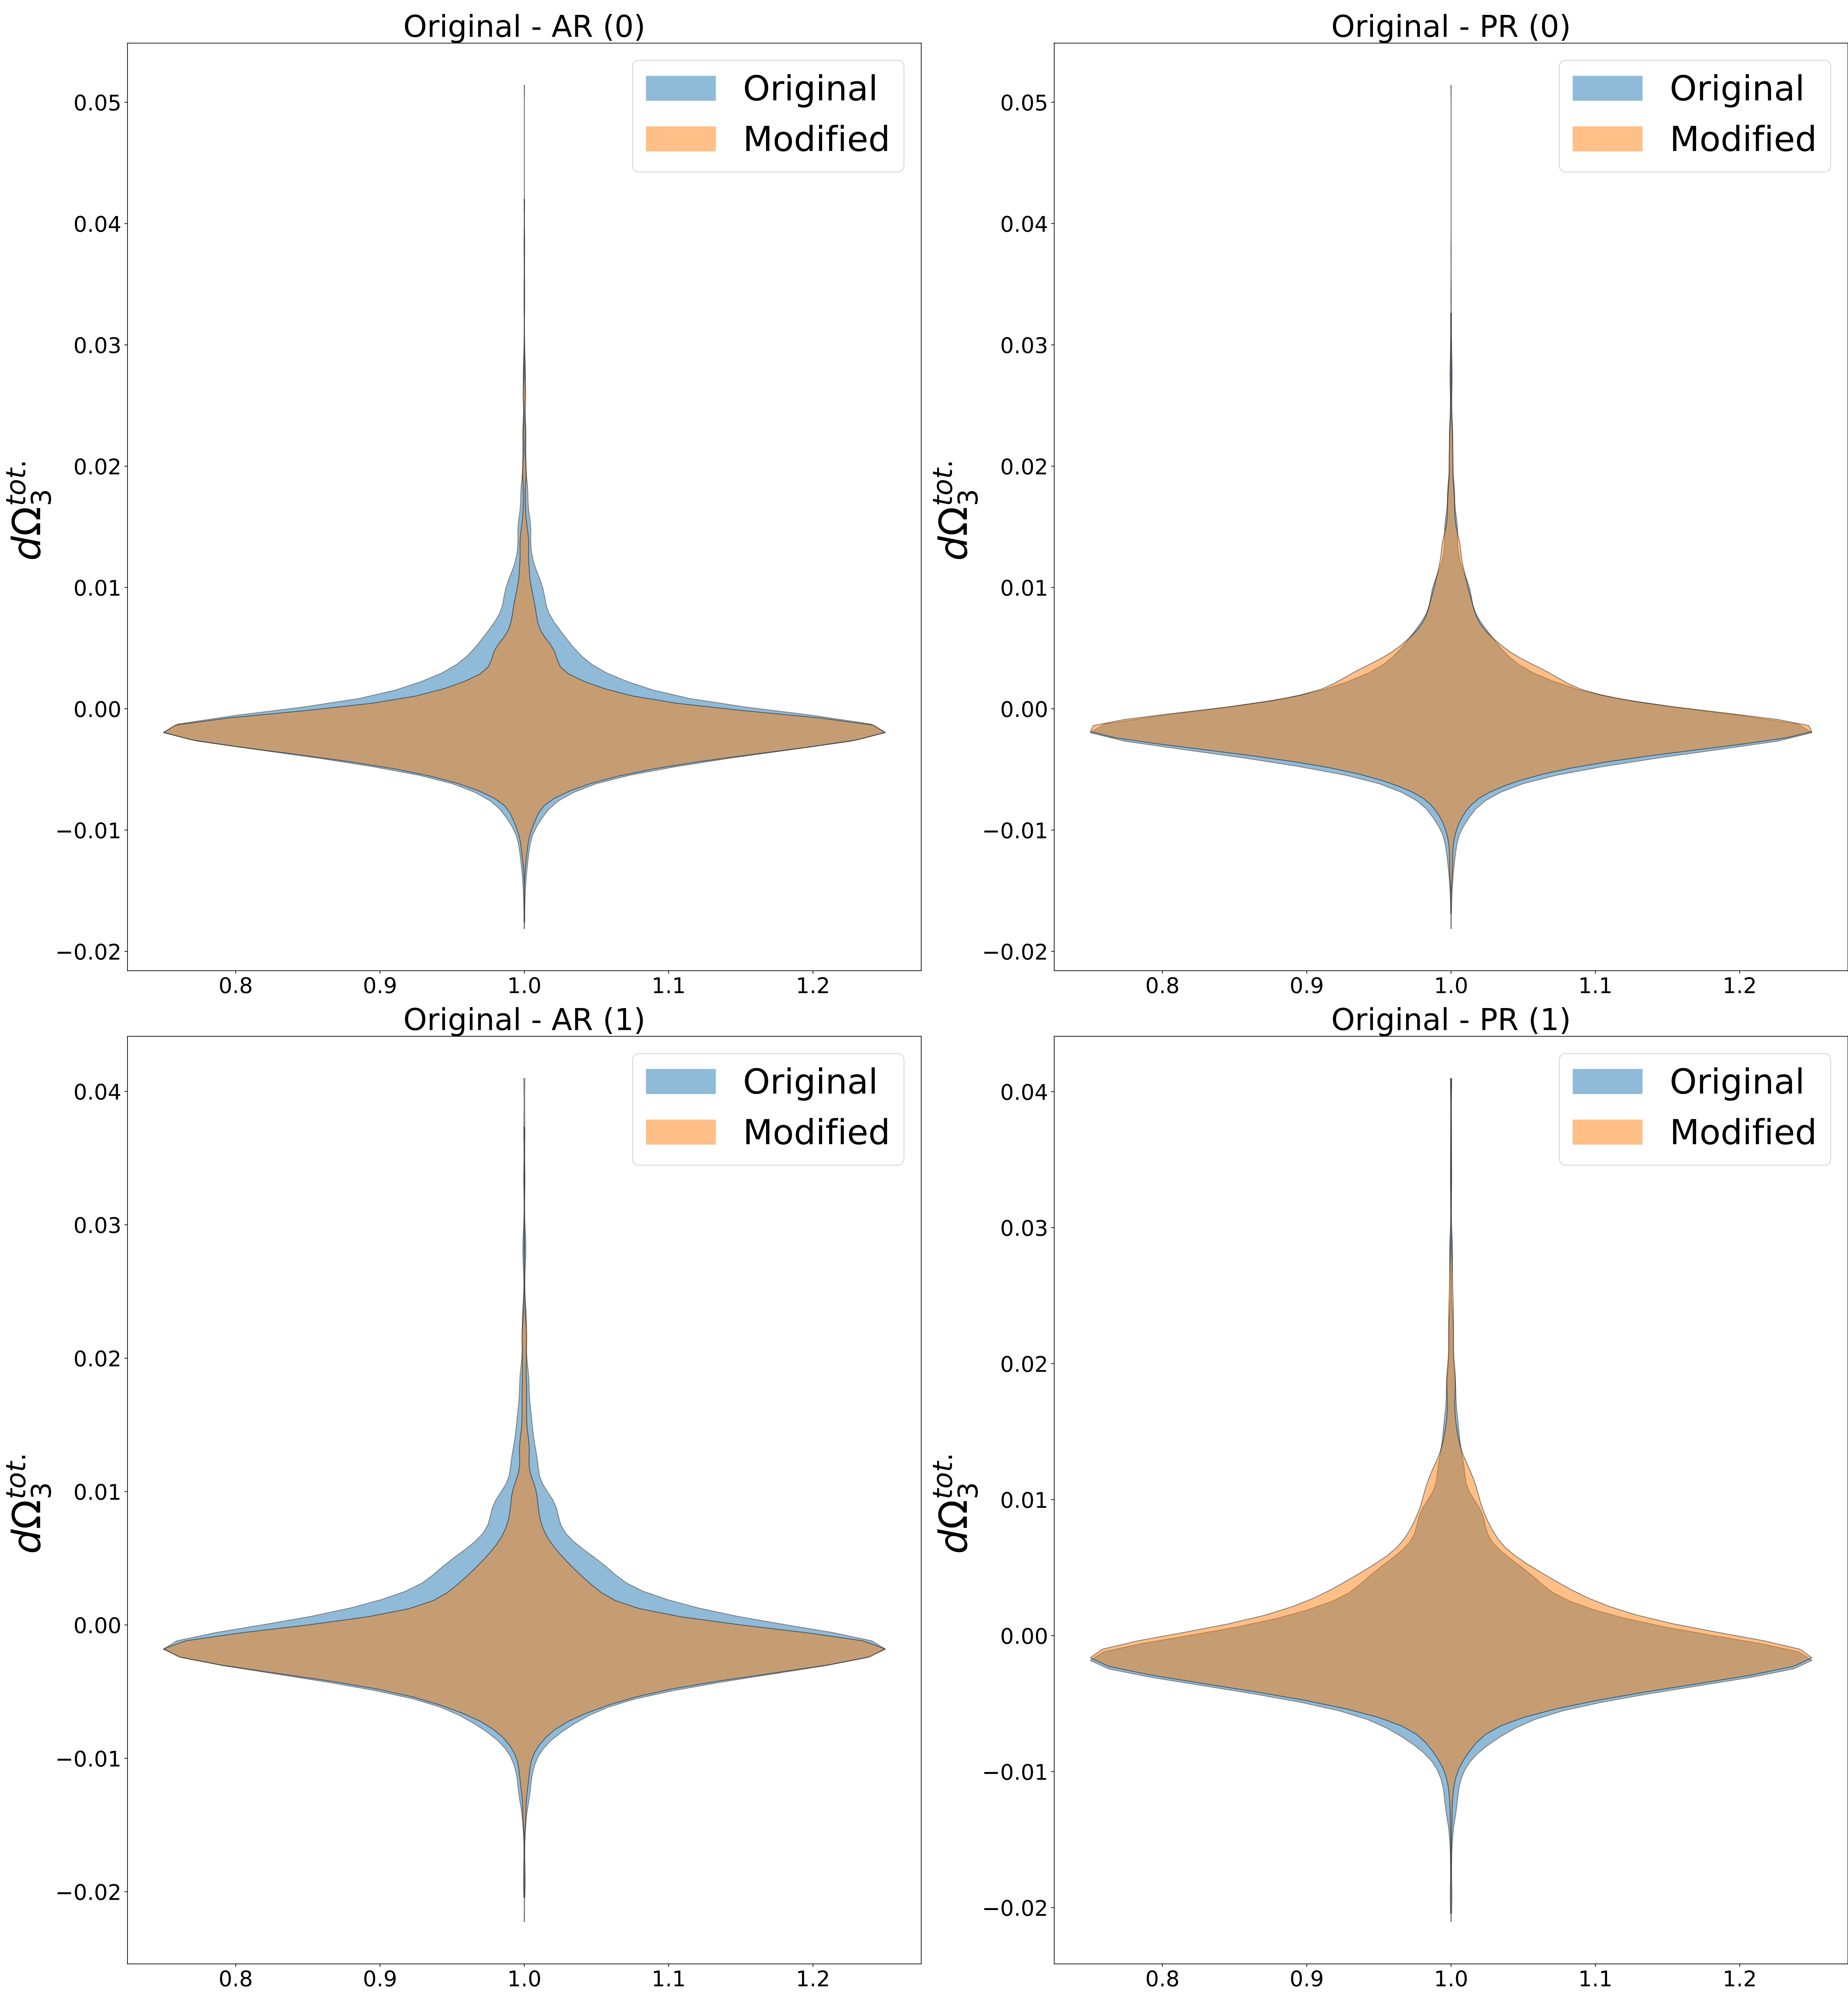 Original - AR (0)
Original
Modified
0.05
0.04
0.03
0.02
0.01
0.00
−0.01
−0.02
dΩ₃ᵗᵒᵗ·
0.8 0.9 1.0 1.1 1.2
Original - PR (0)
Original
Modified
0.05
0.04
0.03
0.02
0.01
0.00
−0.01
−0.02
dΩ₃ᵗᵒᵗ·
0.8 0.9 1.0 1.1 1.2
Original - AR (1)
Original
Modified
0.04
0.03
0.02
0.01
0.00
−0.01
−0.02
dΩ₃ᵗᵒᵗ·
0.8 0.9 1.0 1.1 1.2
Original - PR (1)
Original
Modified
0.04
0.03
0.02
0.01
0.00
−0.01
−0.02
dΩ₃ᵗᵒᵗ·
0.8 0.9 1.0 1.1 1.2